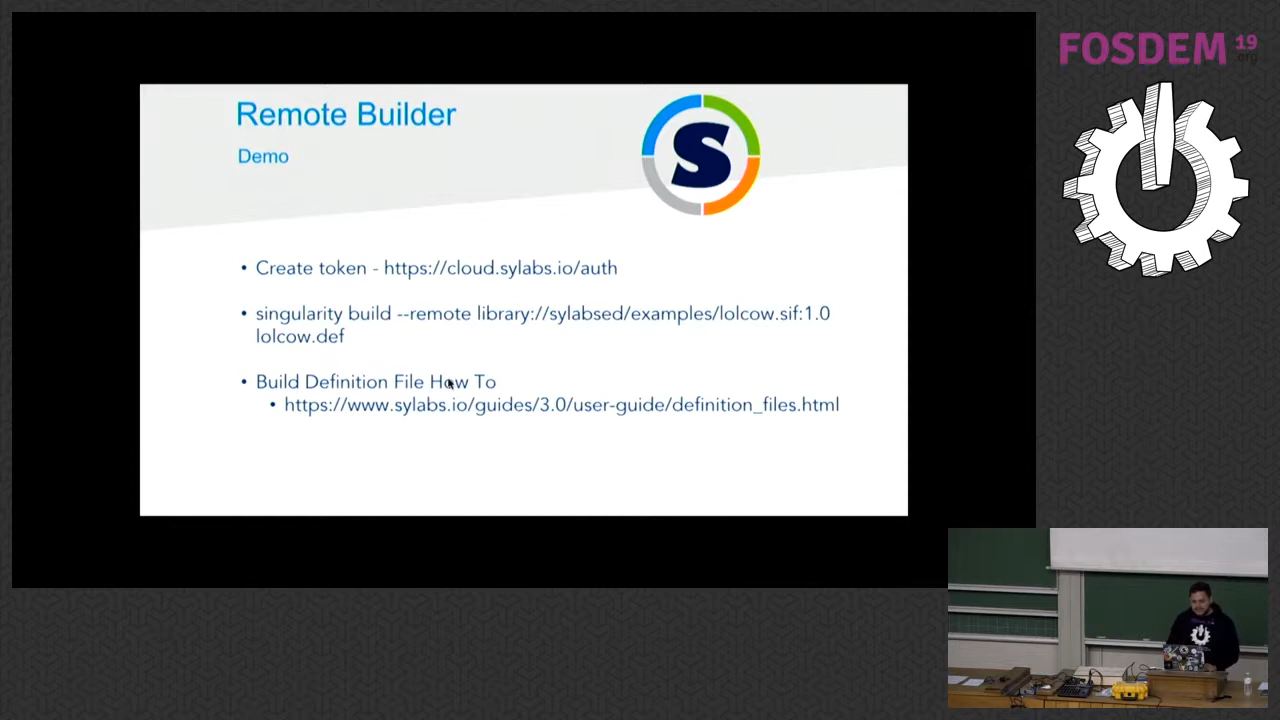 FOSDEM 19
.org
Remote Builder
S
Demo
• Create token - https://cloud.sylabs.io/auth
• singularity build --remote library://sylabsed/examples/lolcow.sif:1.0
lolcow.def
• Build Definition File How To
• https://www.sylabs.io/guides/3.0/user-guide/definition_files.html